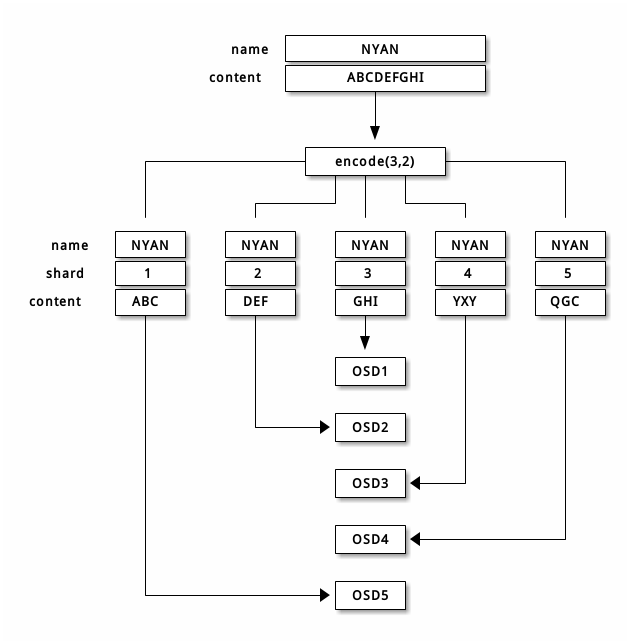 name NYAN
content ABCDEFGHI
encode(3,2)
name NYAN NYAN NYAN NYAN NYAN
shard 1 2 3 4 5
content ABC DEF GHI YXY QGC
OSD1
OSD2
OSD3
OSD4
OSD5